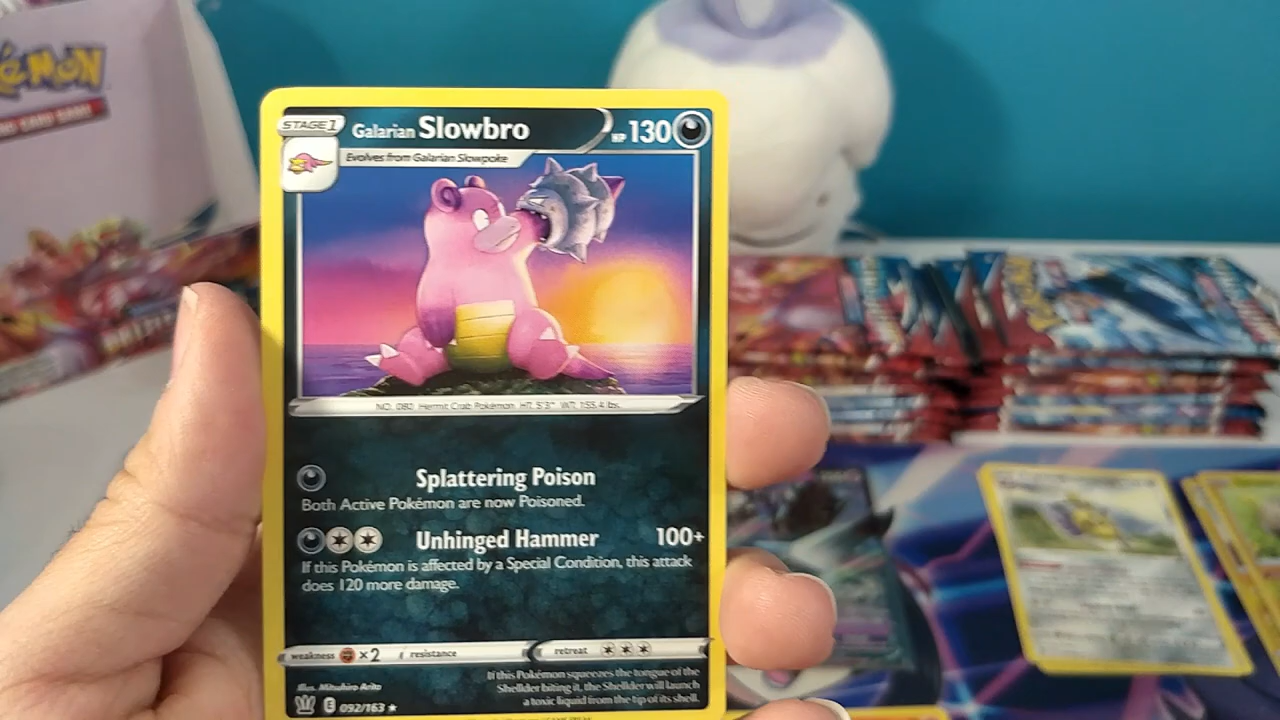 STAGE 1
Galarian Slowbro
HP 130
Evolves from Galarian Slowpoke
NO. 080 Hermit Crab Pokémon HT. 5'3" WT. 155.4 lbs.
Splattering Poison
Both Active Pokémon are now Poisoned.
Unhinged Hammer 100+
If this Pokémon is affected by a Special Condition, this attack
does 120 more damage.
weakness ×2 resistance retreat
If this Pokémon squeezes the tongue of the
Shellder biting it, the Shellder will launch
a toxic liquid from the tip of its shell.
Illus. Mitsuhiro Arita
E 092/163 ★